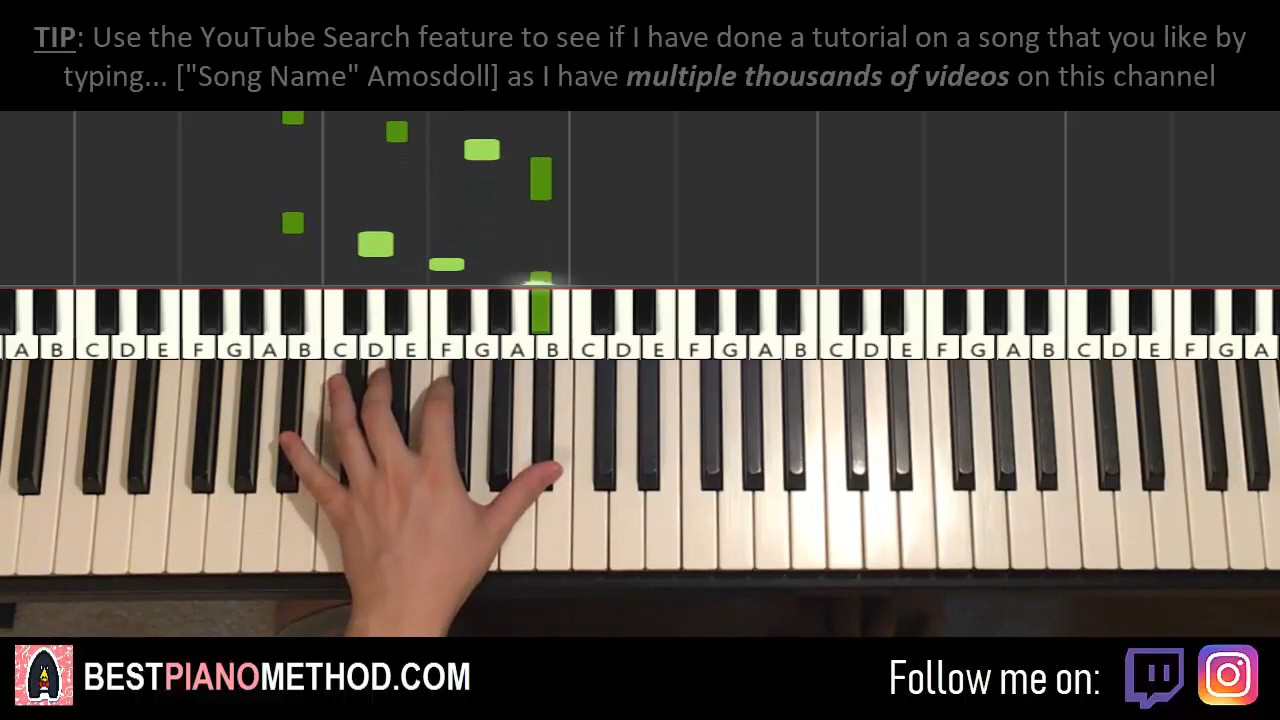 TIP: Use the YouTube Search feature to see if I have done a tutorial on a song that you like by
typing... ["Song Name" Amosdoll] as I have multiple thousands of videos on this channel
A B C D E F G A B C D E F G A B C D E F G A B C D E F G A B C D E F G A
BESTPIANOMETHOD.COM
Follow me on: